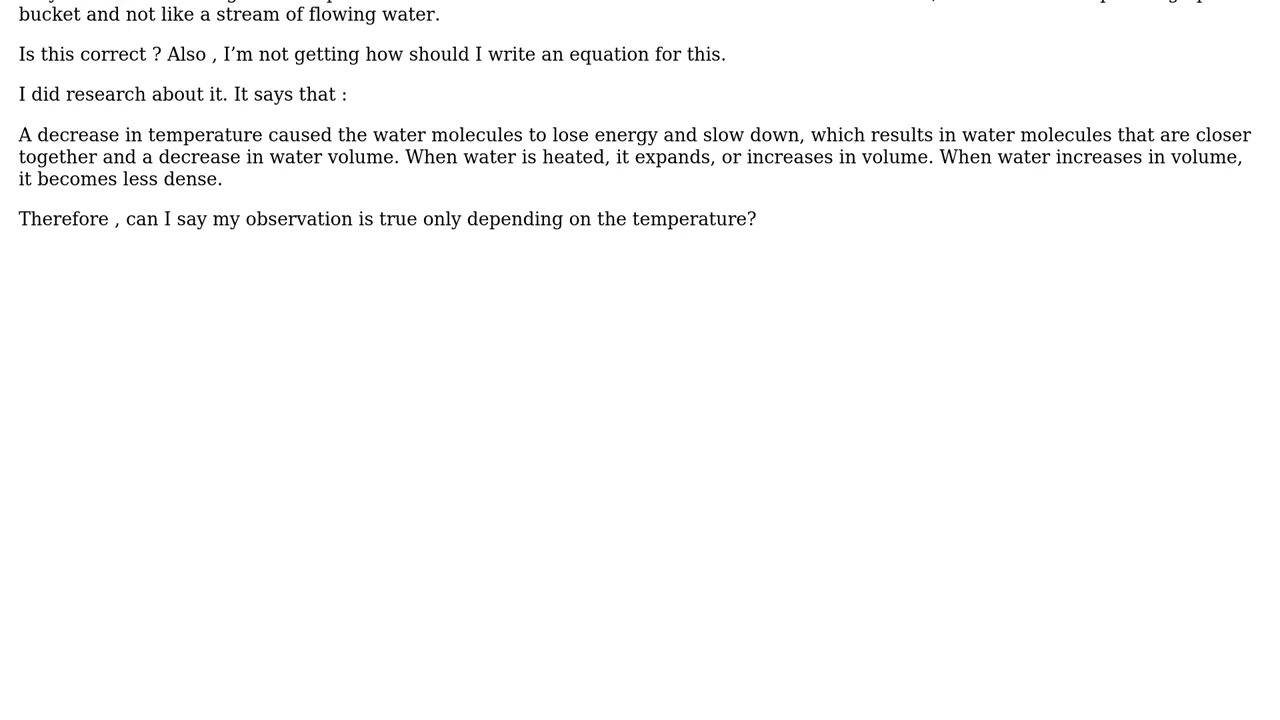 bucket and not like a stream of flowing water.
Is this correct ? Also , I’m not getting how should I write an equation for this.
I did research about it. It says that :
A decrease in temperature caused the water molecules to lose energy and slow down, which results in water molecules that are closer
together and a decrease in water volume. When water is heated, it expands, or increases in volume. When water increases in volume,
it becomes less dense.
Therefore , can I say my observation is true only depending on the temperature?